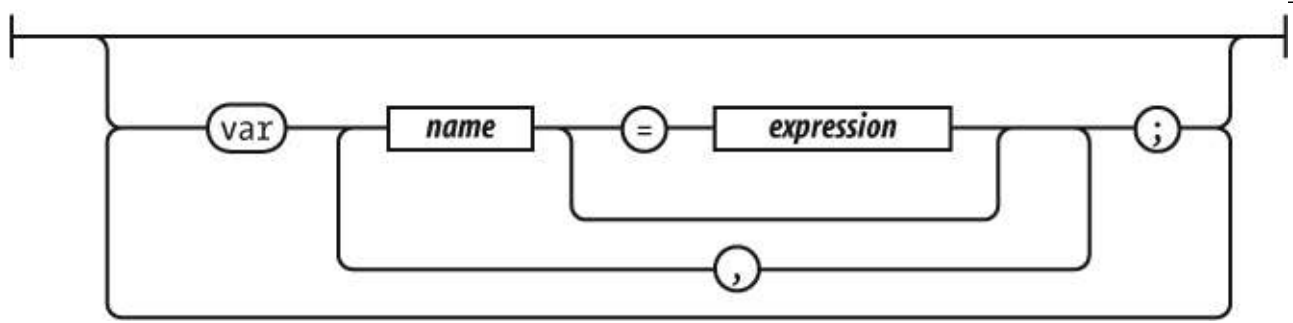 var name = expression ;
,